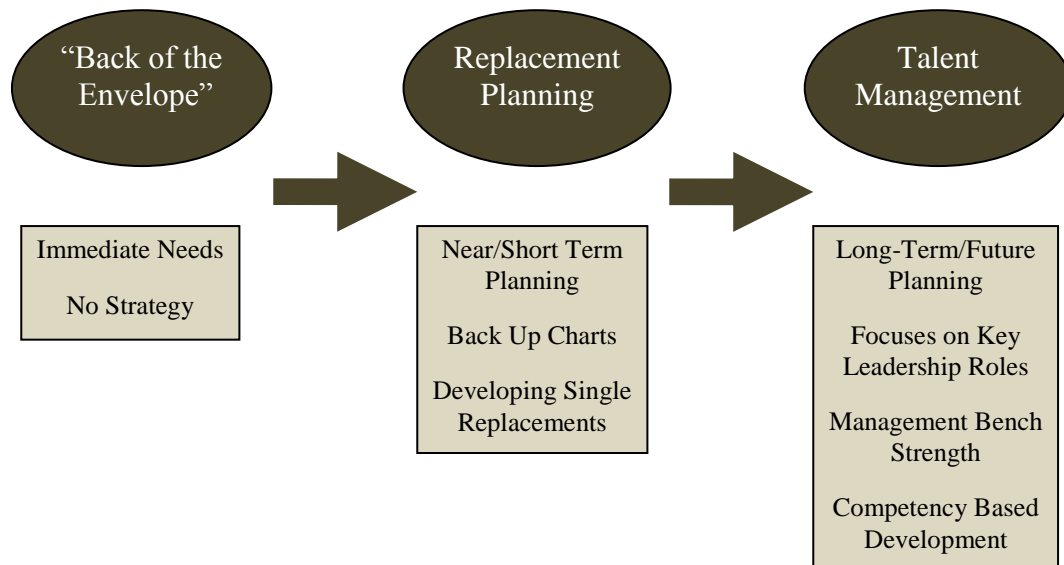 “Back of the
Envelope”
Replacement
Planning
Talent
Management
Immediate Needs
No Strategy
Near/Short Term
Planning
Back Up Charts
Developing Single
Replacements
Long-Term/Future
Planning
Focuses on Key
Leadership Roles
Management Bench
Strength
Competency Based
Development